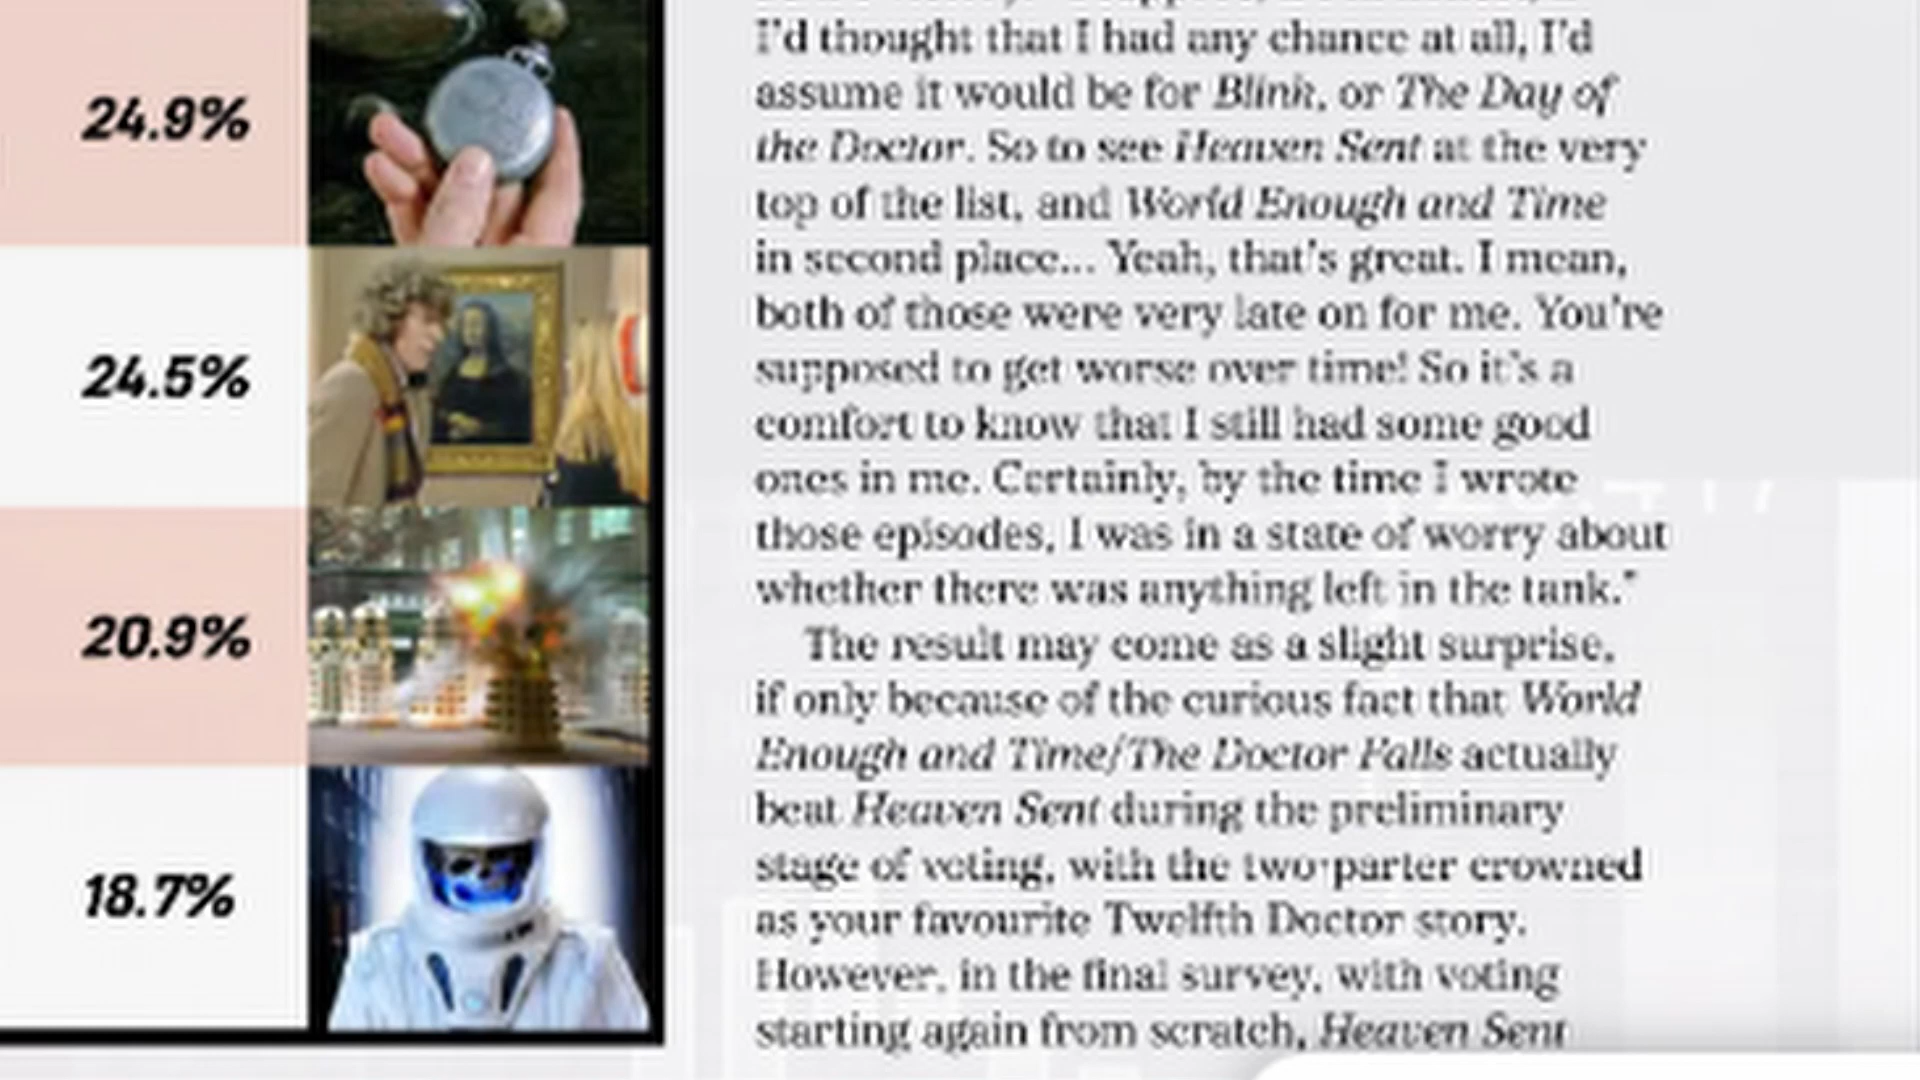 24.9%
24.5%
20.9%
18.7%
I'd thought that I had any chance at all, I'd
assume it would be for Blink, or The Day of
the Doctor. So to see Heaven Sent at the very
top of the list, and World Enough and Time
in second place... Yeah, that's great. I mean,
both of those were very late on for me. You're
supposed to get worse over time! So it's a
comfort to know that I still had some good
ones in me. Certainly, by the time I wrote
those episodes, I was in a state of worry about
whether there was anything left in the tank."
The result may come as a slight surprise,
if only because of the curious fact that World
Enough and Time/The Doctor Falls actually
beat Heaven Sent during the preliminary
stage of voting, with the two-parter crowned
as your favourite Twelfth Doctor story.
However, in the final survey, with voting
starting again from scratch, Heaven Sent